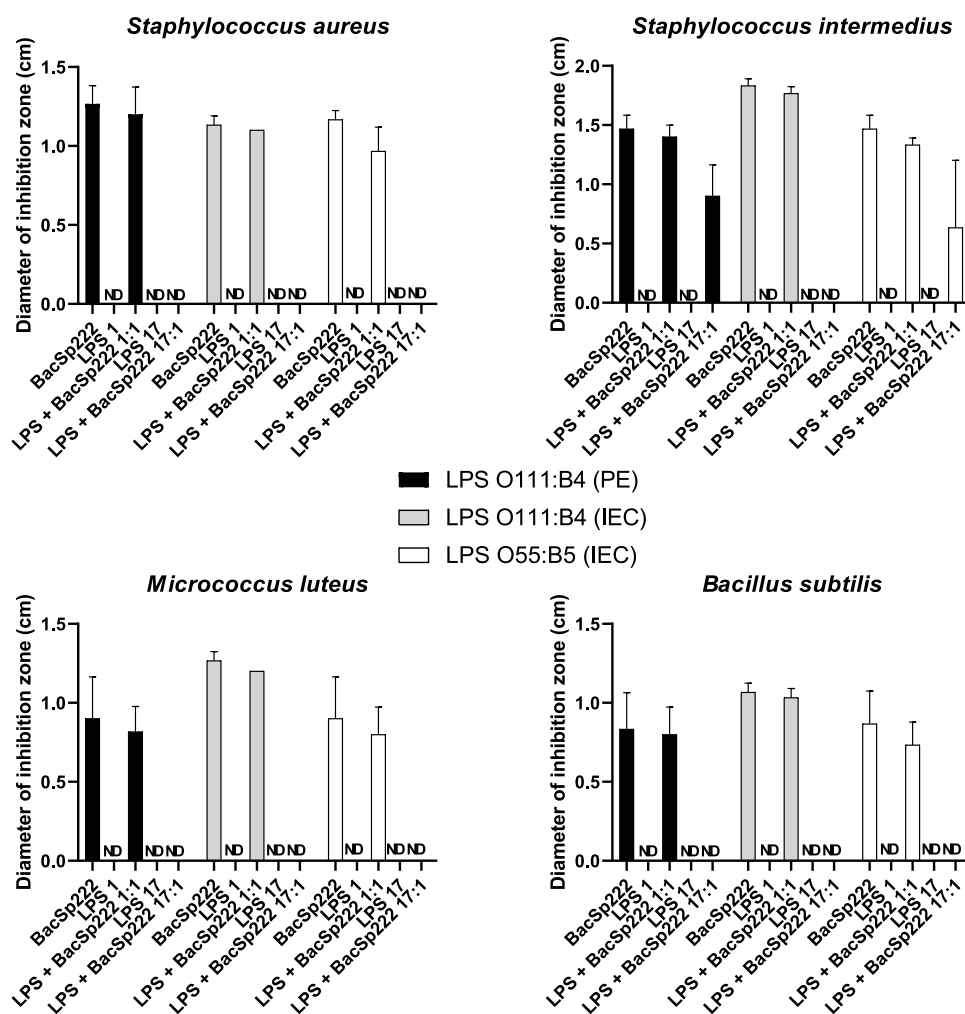 Staphylococcus aureus
Diameter of inhibition zone (cm)
1.5
1.0
0.5
0.0
ND ND ND ND ND ND ND ND ND
BacSp222
LPS 1
LPS + BacSp222 1:1
LPS 17
LPS + BacSp222 17:1
BacSp222
LPS 1
LPS + BacSp222 1:1
LPS 17
LPS + BacSp222 17:1
BacSp222
LPS 1
LPS + BacSp222 1:1
LPS 17
LPS + BacSp222 17:1
Staphylococcus intermedius
Diameter of inhibition zone (cm)
2.0
1.5
1.0
0.5
0.0
ND ND ND ND ND ND ND
BacSp222
LPS 1
LPS + BacSp222 1:1
LPS 17
LPS + BacSp222 17:1
BacSp222
LPS 1
LPS + BacSp222 1:1
LPS 17
LPS + BacSp222 17:1
BacSp222
LPS 1
LPS + BacSp222 1:1
LPS 17
LPS + BacSp222 17:1
LPS O111:B4 (PE)
LPS O111:B4 (IEC)
LPS O55:B5 (IEC)
Micrococcus luteus
Diameter of inhibition zone (cm)
1.5
1.0
0.5
0.0
ND ND ND ND ND ND ND ND ND
BacSp222
LPS 1
LPS + BacSp222 1:1
LPS 17
LPS + BacSp222 17:1
BacSp222
LPS 1
LPS + BacSp222 1:1
LPS 17
LPS + BacSp222 17:1
BacSp222
LPS 1
LPS + BacSp222 1:1
LPS 17
LPS + BacSp222 17:1
Bacillus subtilis
Diameter of inhibition zone (cm)
1.5
1.0
0.5
0.0
ND ND ND ND ND ND ND ND ND
BacSp222
LPS 1
LPS + BacSp222 1:1
LPS 17
LPS + BacSp222 17:1
BacSp222
LPS 1
LPS + BacSp222 1:1
LPS 17
LPS + BacSp222 17:1
BacSp222
LPS 1
LPS + BacSp222 1:1
LPS 17
LPS + BacSp222 17:1